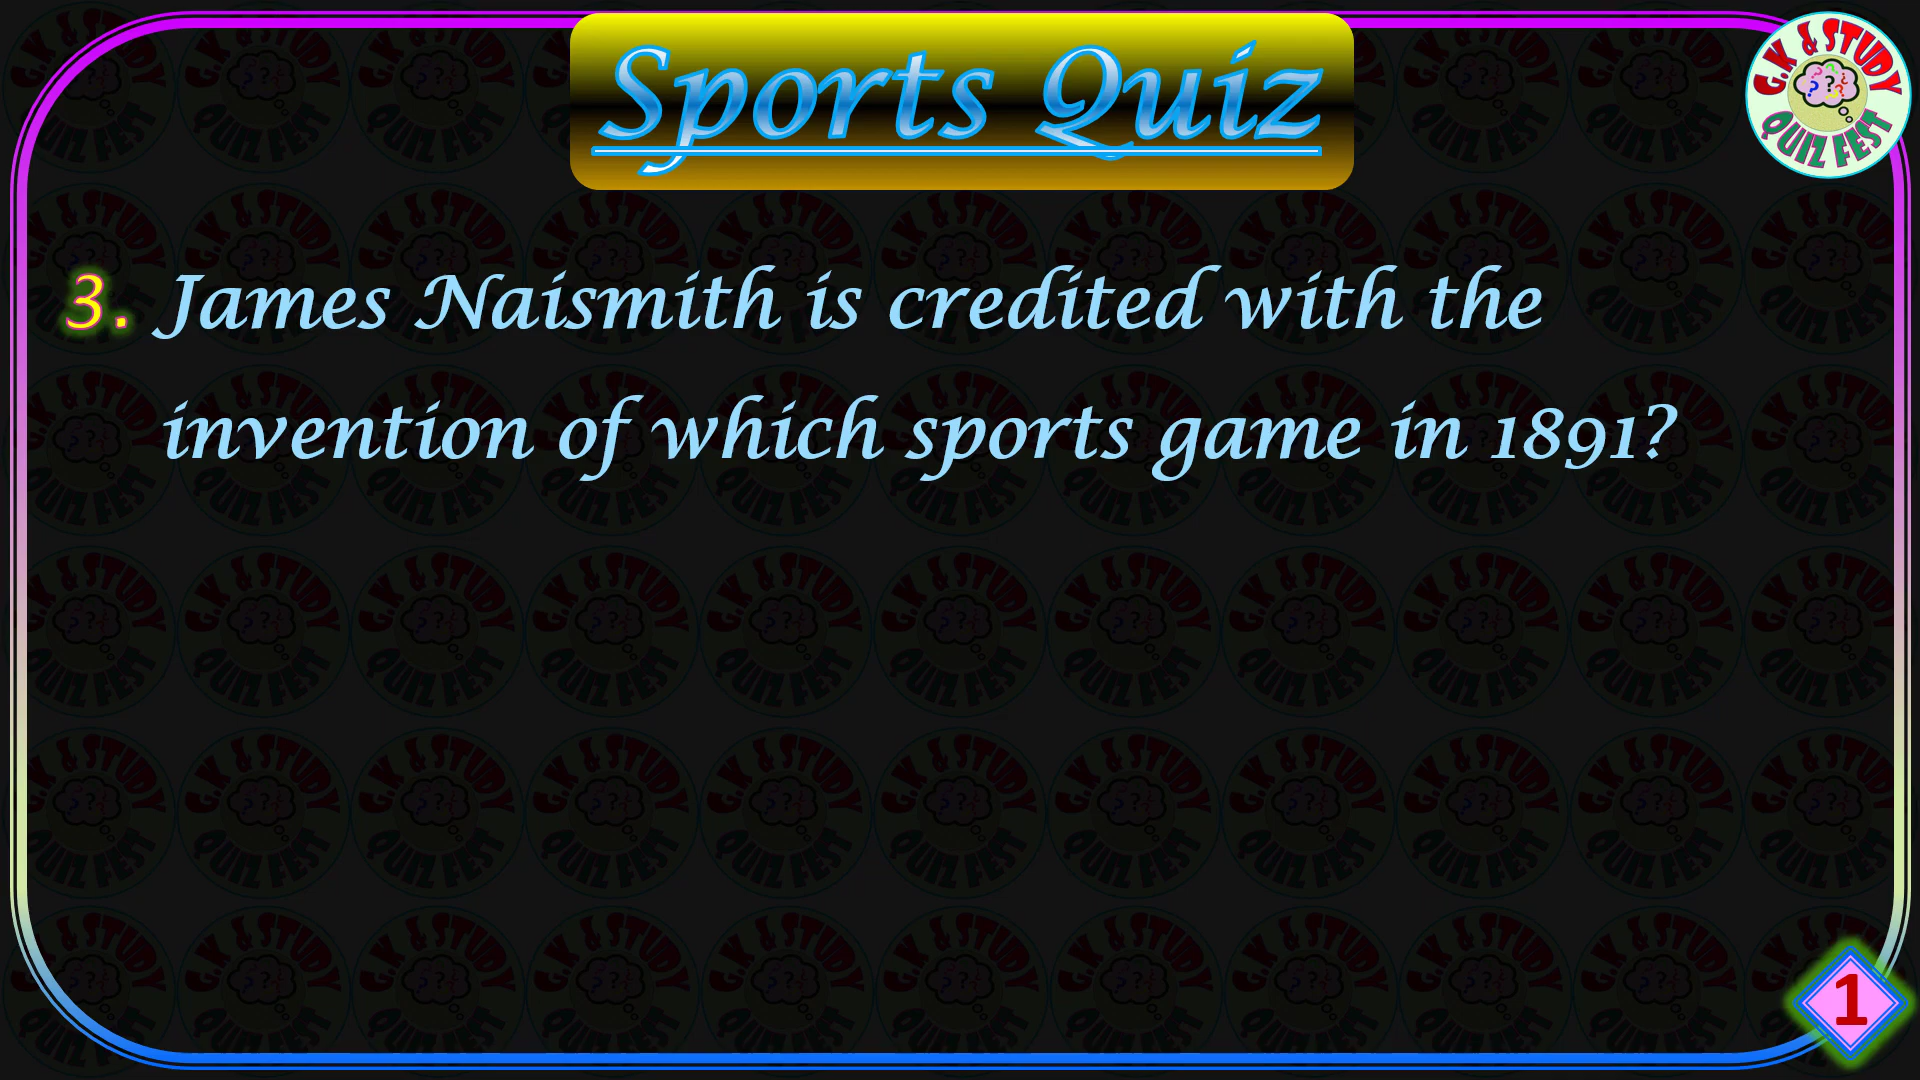 Sports Quiz
G.K & STUDY
QUIZ FEST
3. James Naismith is credited with the
invention of which sports game in 1891?
1